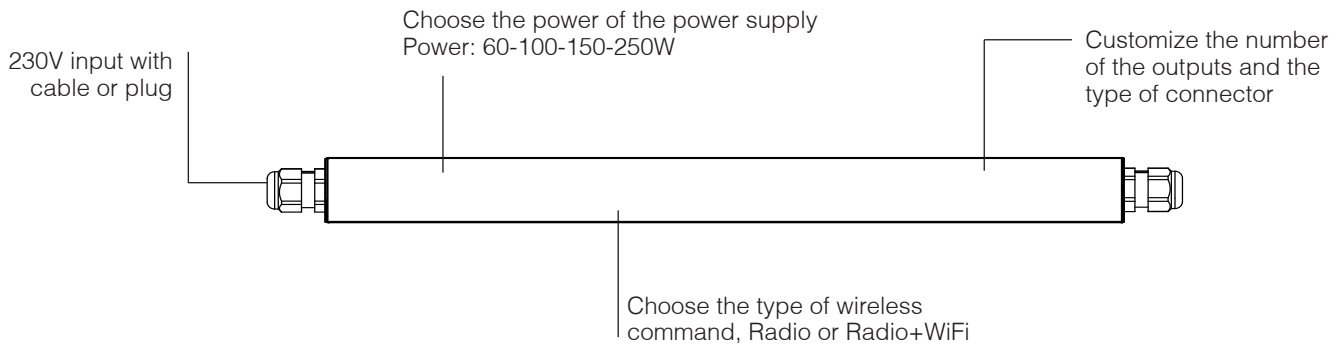 Choose the power of the power supply
Power: 60-100-150-250W
230V input with
cable or plug
Customize the number
of the outputs and the
type of connector
Choose the type of wireless
command, Radio or Radio+WiFi